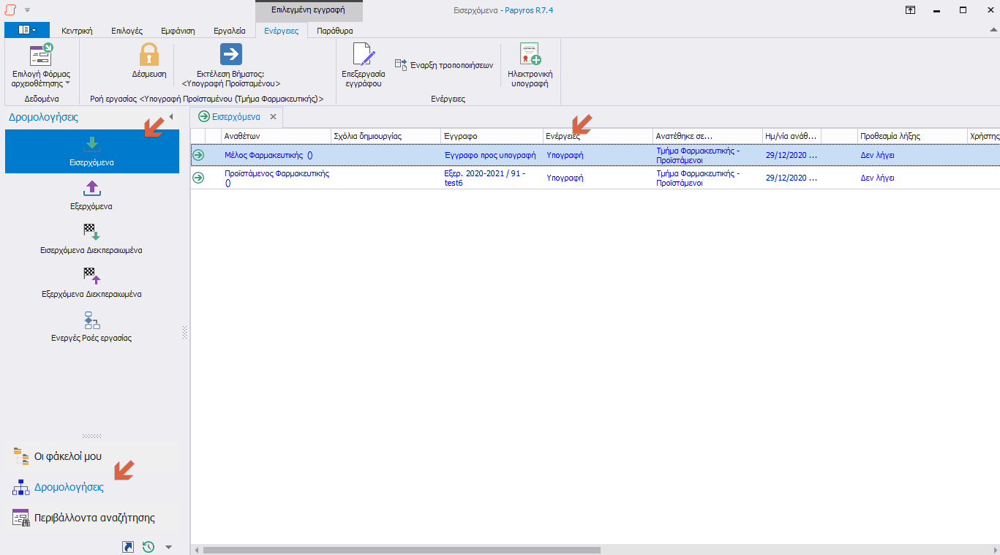 Επιλεγμένη εγγραφή
Εισερχόμενα - Papyros R7.4
Κεντρική Επιλογές Εμφάνιση Εργαλεία Ενέργειες Παράθυρα
Επιλογή Φόρμας
αρχειοθέτησης
Δεδομένα
Δέσμευση
Εκτέλεση Βήματος:
<Υπογραφή Προϊσταμένου>
Ροή εργασίας <Υπογραφή Προϊσταμένου (Τμήμα Φαρμακευτικής)>
Επεξεργασία
εγγράφου
Έναρξη τροποποιήσεων
Ηλεκτρονική
υπογραφή
Ενέργειες
Δρομολογήσεις
Εισερχόμενα
Εξερχόμενα
Εισερχόμενα Διεκπεραιωμένα
Εξερχόμενα Διεκπεραιωμένα
Ενεργές Ροές εργασίας
Οι φάκελοί μου
Δρομολογήσεις
Περιβάλλοντα αναζήτησης
Εισερχόμενα
Αναθέτων Σχόλια δημιουργίας Έγγραφο Ενέργειες Ανατέθηκε σε... Ημ/νία ανάθ... Προθεσμία λήξης Χρήστης
Μέλος Φαρμακευτικής () Έγγραφο προς υπογραφή Υπογραφή Τμήμα Φαρμακευτικής - 29/12/2020 ... Δεν λήγει
Προϊστάμενοι
Προϊστάμενος Φαρμακευτικής Εξερ. 2020-2021 / 91 - Υπογραφή Τμήμα Φαρμακευτικής - 29/12/2020 ... Δεν λήγει
() test6 Προϊστάμενοι